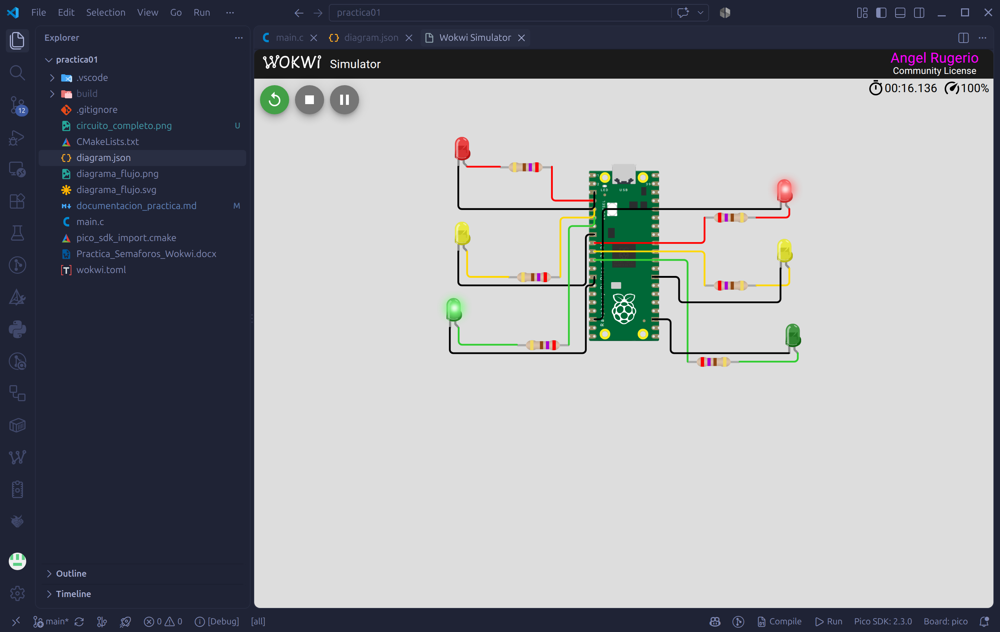 File Edit Selection View Go Run ···
practica01
Explorer
main.c
diagram.json
Wokwi Simulator
practica01
.vscode
build
.gitignore
circuito_completo.png U
CMakeLists.txt
diagram.json
diagrama_flujo.png
diagrama_flujo.svg
documentacion_practica.md M
main.c
pico_sdk_import.cmake
Practica_Semaforos_Wokwi.docx
wokwi.toml
12
WOKWi Simulator
Angel Rugerio
Community License
00:16.136 100%
1
2
39
LED USB
Outline
Timeline
main* 0 0 [Debug] [all] Compile Run Pico SDK: 2.3.0 Board: pico